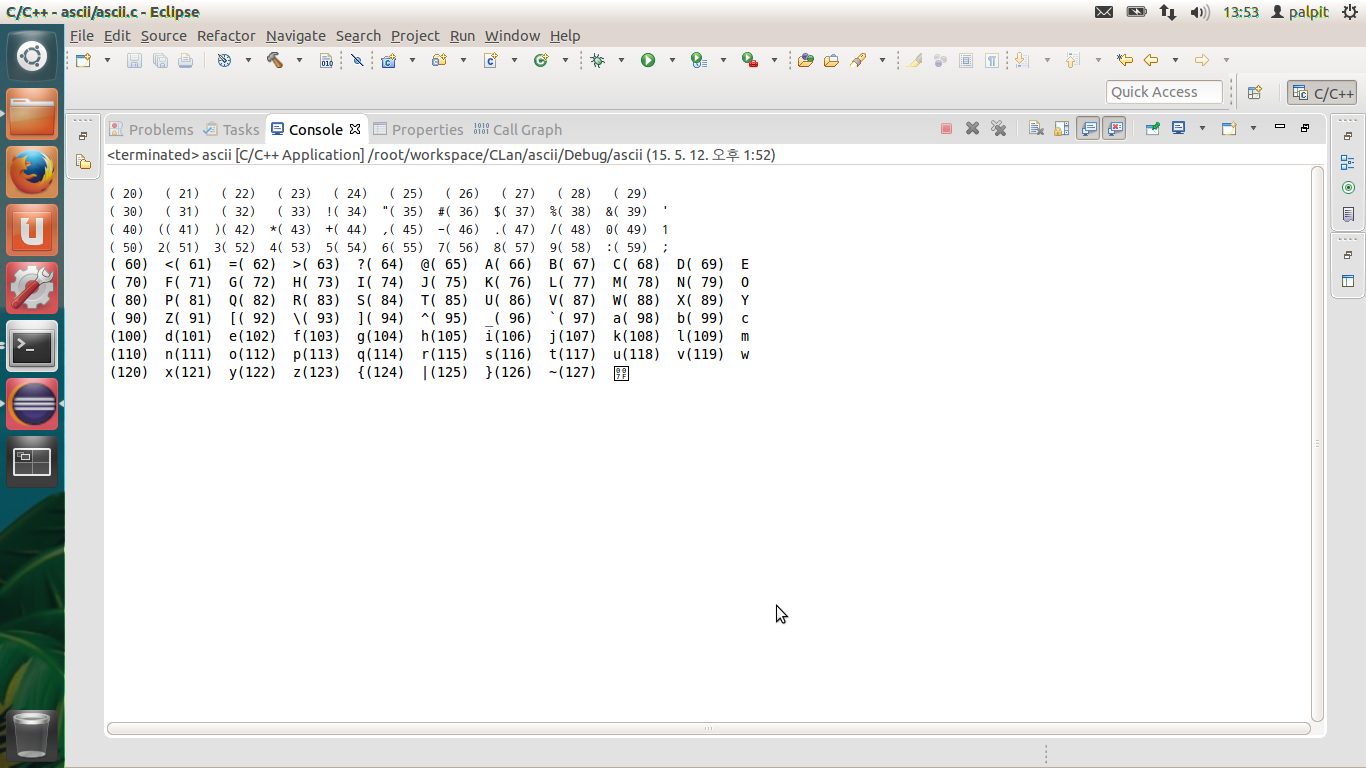 C/C++ - ascii/ascii.c - Eclipse 13:53 palpit
File Edit Source Refactor Navigate Search Project Run Window Help
Quick Access C/C++
Problems Tasks Console Properties Call Graph
<terminated> ascii [C/C++ Application] /root/workspace/CLan/ascii/Debug/ascii (15. 5. 12. 오후 1:52)
( 20)   ( 21)   ( 22)   ( 23)   ( 24)   ( 25)   ( 26)   ( 27)   ( 28)   ( 29)
( 30)   ( 31)   ( 32)   ( 33)  !( 34)  "( 35)  #( 36)  $( 37)  %( 38)  &( 39)  '
( 40)  (( 41)  )( 42)  *( 43)  +( 44)  ,( 45)  -( 46)  .( 47)  /( 48)  0( 49)  1
( 50)  2( 51)  3( 52)  4( 53)  5( 54)  6( 55)  7( 56)  8( 57)  9( 58)  :( 59)  ;
( 60)  <( 61)  =( 62)  >( 63)  ?( 64)  @( 65)  A( 66)  B( 67)  C( 68)  D( 69)  E
( 70)  F( 71)  G( 72)  H( 73)  I( 74)  J( 75)  K( 76)  L( 77)  M( 78)  N( 79)  O
( 80)  P( 81)  Q( 82)  R( 83)  S( 84)  T( 85)  U( 86)  V( 87)  W( 88)  X( 89)  Y
( 90)  Z( 91)  [( 92)  \( 93)  ]( 94)  ^( 95)  _( 96)  `( 97)  a( 98)  b( 99)  c
(100)  d(101)  e(102)  f(103)  g(104)  h(105)  i(106)  j(107)  k(108)  l(109)  m
(110)  n(111)  o(112)  p(113)  q(114)  r(115)  s(116)  t(117)  u(118)  v(119)  w
(120)  x(121)  y(122)  z(123)  {(124)  |(125)  }(126)  ~(127)